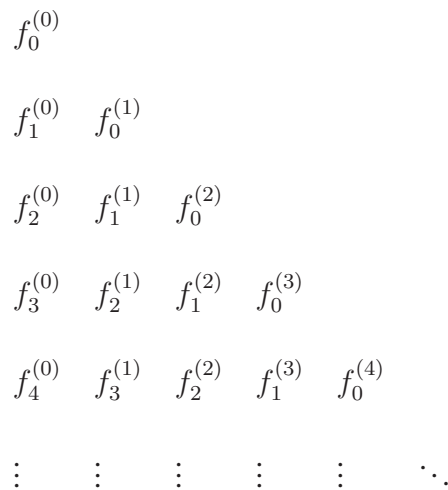 f_0^{(0)}
f_1^{(0)} f_0^{(1)}
f_2^{(0)} f_1^{(1)} f_0^{(2)}
f_3^{(0)} f_2^{(1)} f_1^{(2)} f_0^{(3)}
f_4^{(0)} f_3^{(1)} f_2^{(2)} f_1^{(3)} f_0^{(4)}
⋮ ⋮ ⋮ ⋮ ⋮ ⋱